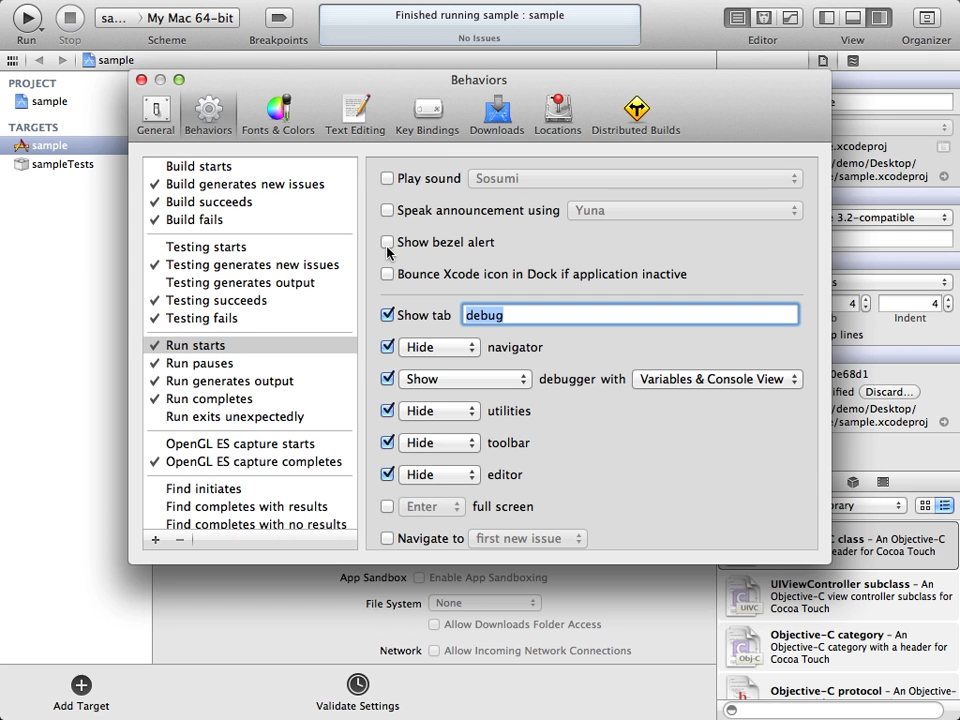 Finished running sample : sample
No Issues
sa... My Mac 64-bit
Run
Stop
Scheme
Breakpoints
Editor
View
Organizer
sample
PROJECT
sample
TARGETS
sample
sampleTests
Behaviors
General
Behaviors
Fonts & Colors
Text Editing
Key Bindings
Downloads
Locations
Distributed Builds
Build starts
Build generates new issues
Build succeeds
Build fails
Testing starts
Testing generates new issues
Testing generates output
Testing succeeds
Testing fails
Run starts
Run pauses
Run generates output
Run completes
Run exits unexpectedly
OpenGL ES capture starts
OpenGL ES capture completes
Find initiates
Find completes with results
Find completes with no results
Play sound Sosumi
Speak announcement using Yuna
Show bezel alert
Bounce Xcode icon in Dock if application inactive
Show tab debug
Hide navigator
Show debugger with Variables & Console View
Hide utilities
Hide toolbar
Hide editor
Enter full screen
Navigate to first new issue
.xcodeproj
/demo/Desktop/
/sample.xcodeproj
3.2-compatible
4 4
Indent
p lines
0e68d1
ified Discard...
/demo/Desktop/
/sample.xcodeproj
rary
class - An Objective-C
header for Cocoa Touch
UIViewController subclass - An
Objective-C view controller subclass for
Cocoa Touch
UIVC
Objective-C category - An
Objective-C category with a header for
Cocoa Touch
Obj-C
Objective-C protocol - An Objective-
App Sandbox Enable App Sandboxing
File System None
Allow Downloads Folder Access
Network Allow Incoming Network Connections
Add Target
Validate Settings